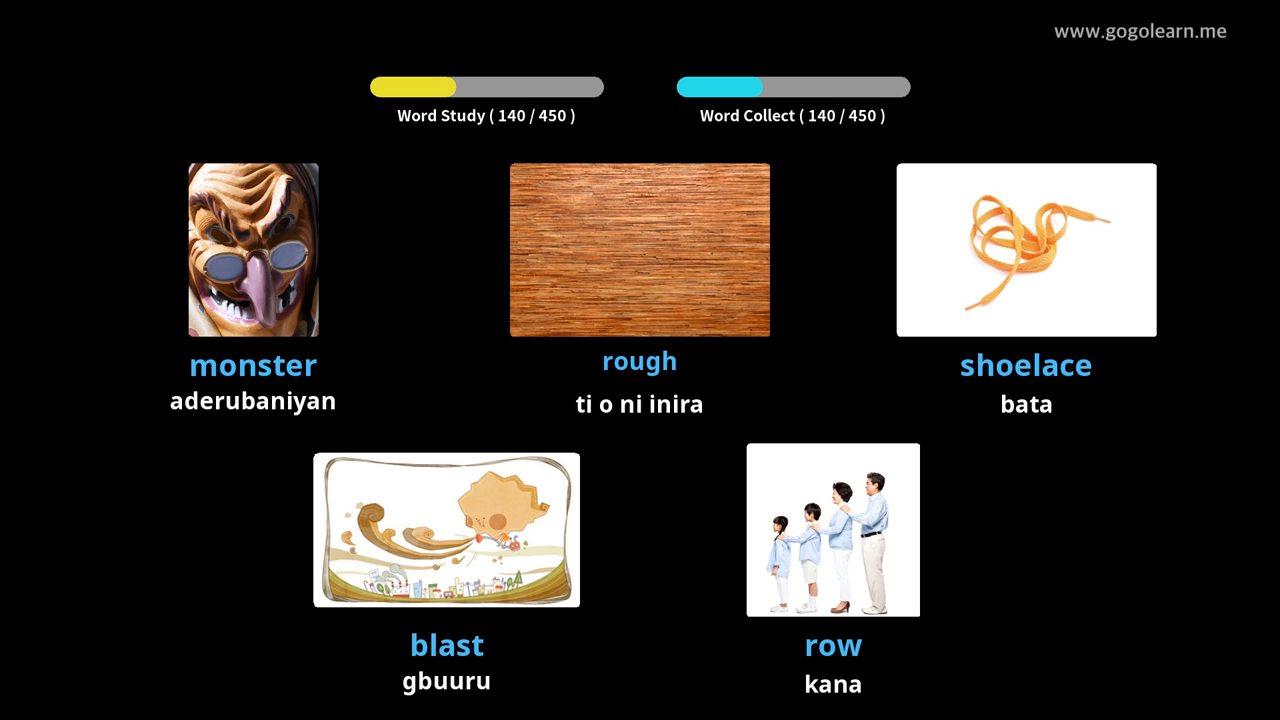 www.gogolearn.me
Word Study ( 140 / 450 )
Word Collect ( 140 / 450 )
monster
aderubaniyan
rough
ti o ni inira
shoelace
bata
blast
gbuuru
row
kana